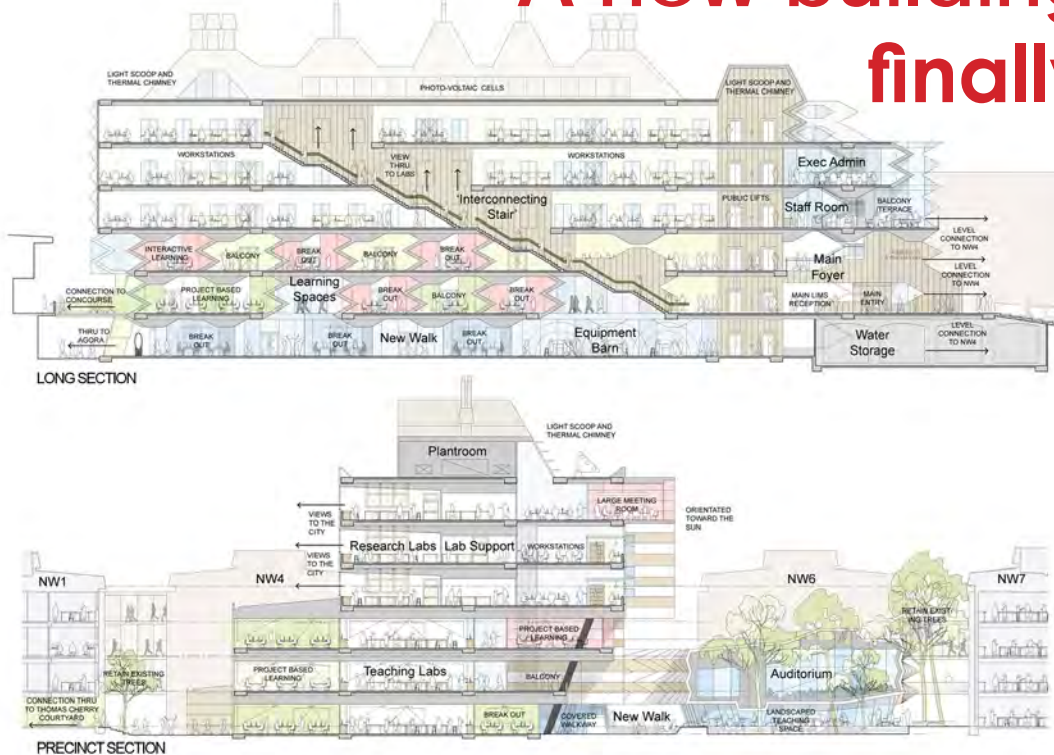 A new building
finally
LIGHT SCOOP AND
THERMAL CHIMNEY
PHOTO-VOLTAIC CELLS
LIGHT SCOOP AND
THERMAL CHIMNEY
WORKSTATIONS
VIEW
THRU
TO LABS
WORKSTATIONS
Exec Admin
'Interconnecting
Stair'
PUBLIC LIFTS
Staff Room
BALCONY
TERRACE
LEVEL
CONNECTION
TO NW4
INTERACTIVE
LEARNING
BALCONY
BREAK
OUT
BALCONY
BREAK
OUT
Main
Foyer
LEVEL
CONNECTION
TO NW4
CONNECTION TO
CONCOURSE
PROJECT BASED
LEARNING
Learning
Spaces
BREAK
OUT
BALCONY
BREAK
OUT
MAIN LIMS
RECEPTION
MAIN
ENTRY
THRU TO
AGORA
BREAK
OUT
BREAK
OUT
New Walk
BREAK
OUT
Equipment
Barn
Water
Storage
LEVEL
CONNECTION
TO NW4
LONG SECTION
LIGHT SCOOP AND
THERMAL CHIMNEY
Plantroom
LARGE MEETING
ROOM
VIEWS
TO THE
CITY
ORIENTATED
TOWARD THE
SUN
Research Labs
Lab Support
WORKSTATIONS
VIEWS
TO THE
CITY
NW1
NW4
NW6
NW7
RETAIN EXIST-
ING TREES
PROJECT BASED
LEARNING
RETAIN EXISTING
TREES
PROJECT BASED
LEARNING
Teaching Labs
BALCONY
Auditorium
CONNECTION THRU
TO THOMAS CHERRY
COURTYARD
BREAK OUT
COVERED
WALKWAY
New Walk
LANDSCAPED
TEACHING
SPACE
PRECINCT SECTION